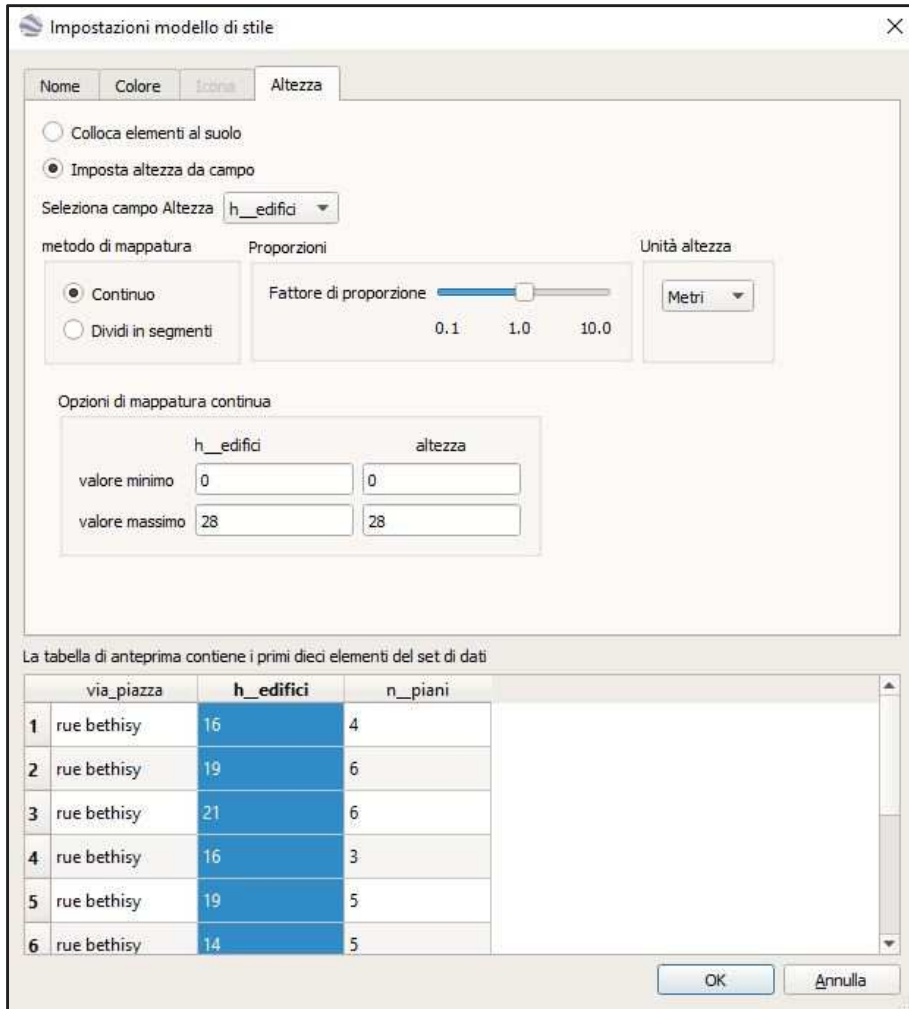 Impostazioni modello di stile
Nome Colore Icona Altezza
Colloca elementi al suolo
Imposta altezza da campo
Seleziona campo Altezza h__edifici
metodo di mappatura Proporzioni Unità altezza
Continuo Fattore di proporzione Metri
Dividi in segmenti 0.1 1.0 10.0
Opzioni di mappatura continua
h__edifici altezza
valore minimo 0 0
valore massimo 28 28
La tabella di anteprima contiene i primi dieci elementi del set di dati
via_piazza h__edifici n__piani
1 rue bethisy 16 4
2 rue bethisy 19 6
3 rue bethisy 21 6
4 rue bethisy 16 3
5 rue bethisy 19 5
6 rue bethisy 14 5
OK Annulla